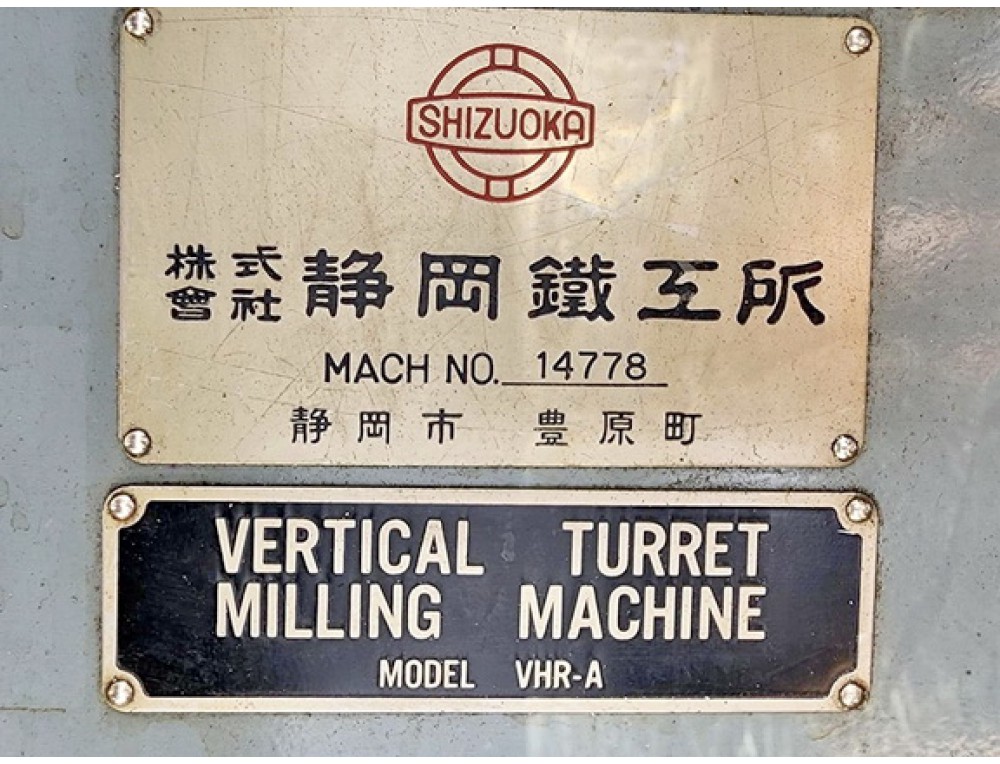 SHIZUOKA
株式會社 静岡鐵工所
MACH NO. 14778
静岡市 豊原町
VERTICAL TURRET
MILLING MACHINE
MODEL VHR-A